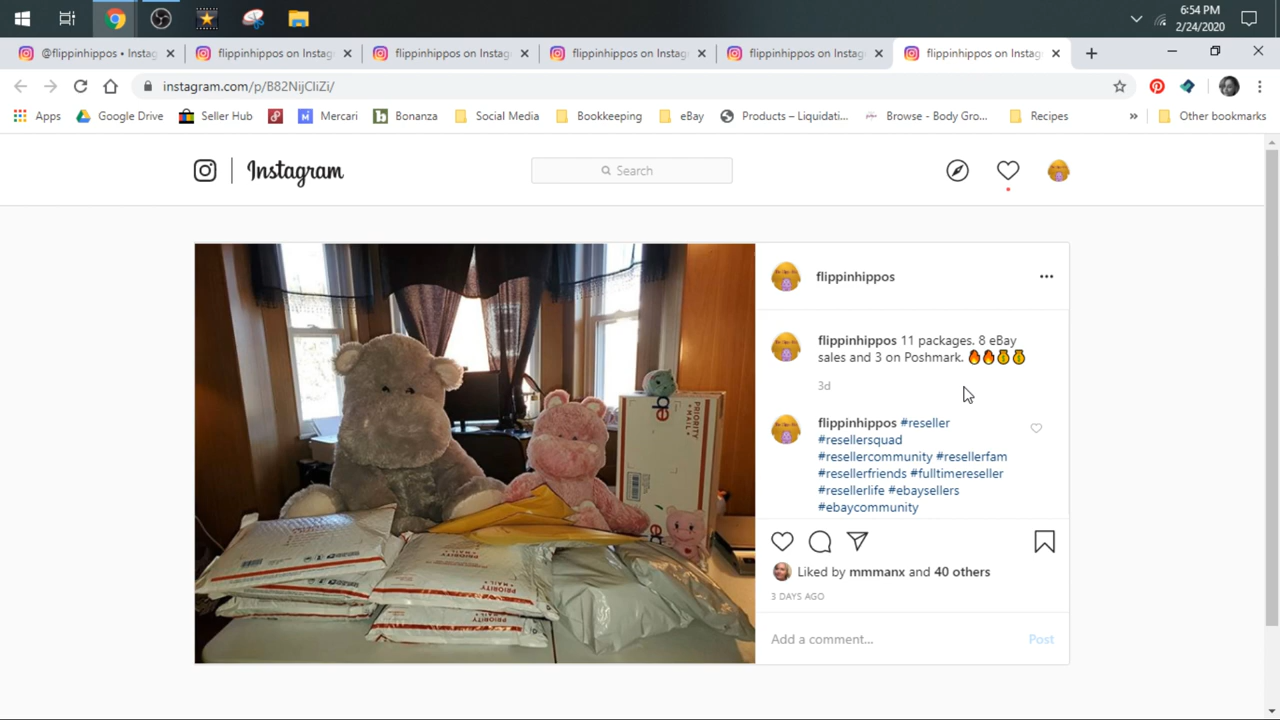 6:54 PM
2/24/2020
@flippinhippos • Instag
flippinhippos on Instag
flippinhippos on Instag
flippinhippos on Instag
flippinhippos on Instag
flippinhippos on Instag
instagram.com/p/B82NijCliZi/
Apps
Google Drive
Seller Hub
Mercari
Bonanza
Social Media
Bookkeeping
eBay
Products – Liquidati...
Browse - Body Gro...
Recipes
»
Other bookmarks
Instagram
Search
flippinhippos
flippinhippos 11 packages. 8 eBay
sales and 3 on Poshmark. 🔥🔥💰💰
3d
flippinhippos #reseller
#resellersquad
#resellercommunity #resellerfam
#resellerfriends #fulltimereseller
#resellerlife #ebaysellers
#ebaycommunity
Liked by mmmanx and 40 others
3 DAYS AGO
Add a comment...
Post
PRIORITY
MAIL
eb
PRIORITY
MAIL
PRIORITY